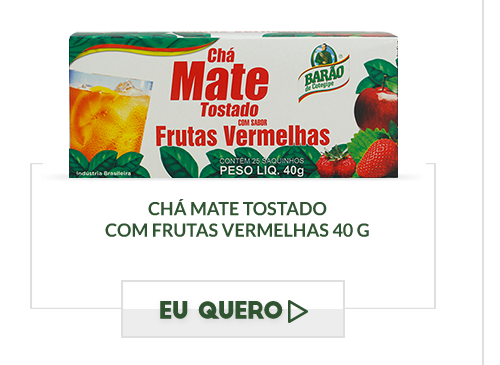 Chá
Mate
Tostado
COM SABOR
Frutas Vermelhas
BARÃO
de Cotegipe
CONTÉM 25 SAQUINHOS
PESO LIQ. 40g
Indústria Brasileira
CHÁ MATE TOSTADO
COM FRUTAS VERMELHAS 40 G
EU QUERO